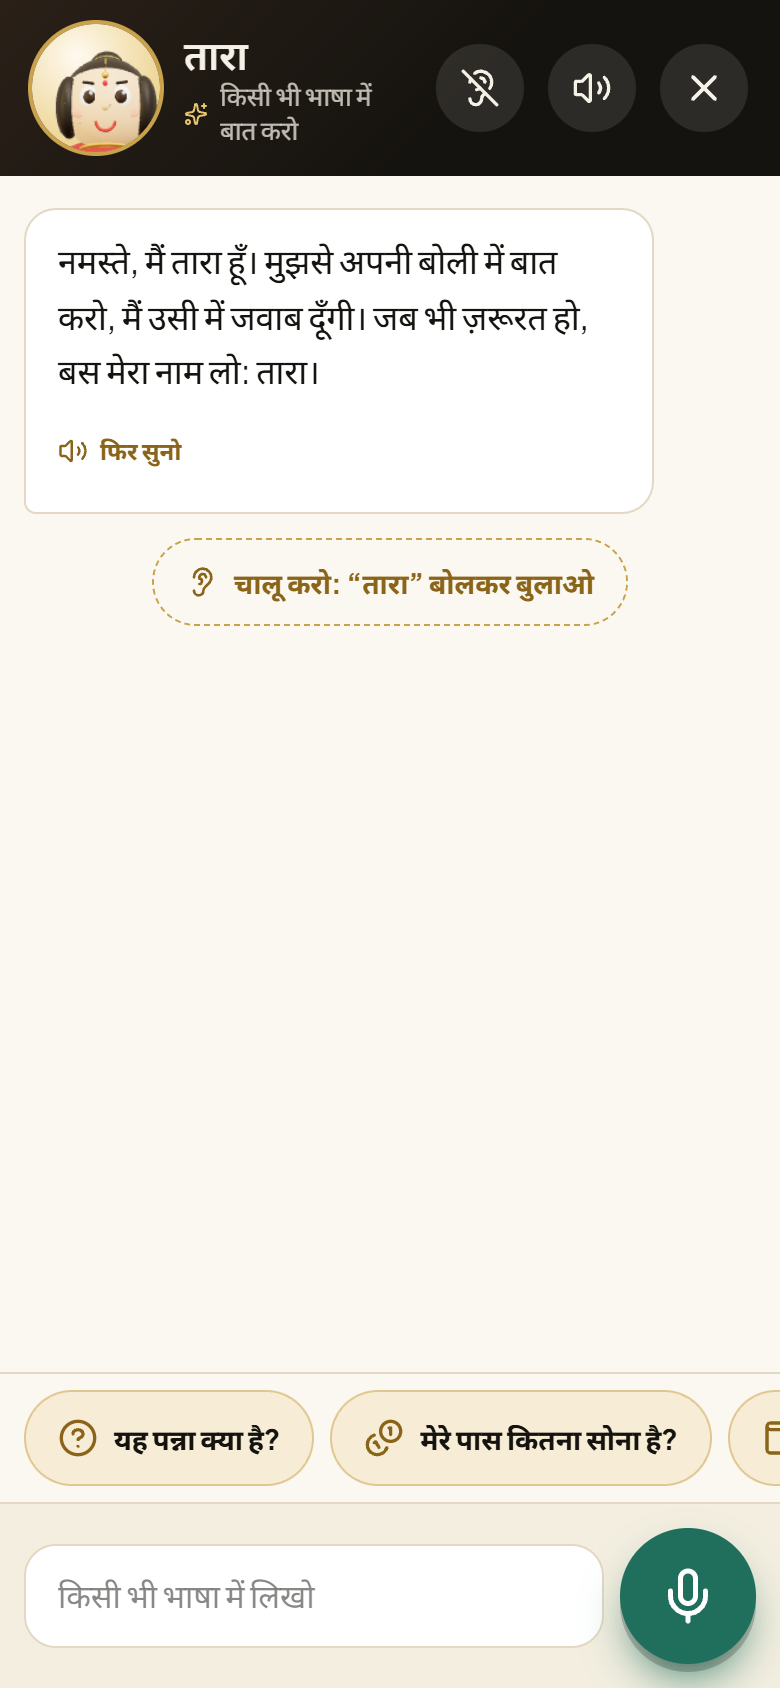 तारा
किसी भी भाषा में
बात करो
नमस्ते, मैं तारा हूँ। मुझसे अपनी बोली में बात
करो, मैं उसी में जवाब दूँगी। जब भी ज़रूरत हो,
बस मेरा नाम लो: तारा।
फिर सुनो
चालू करो: “तारा” बोलकर बुलाओ
यह पन्ना क्या है?
मेरे पास कितना सोना है?
किसी भी भाषा में लिखो